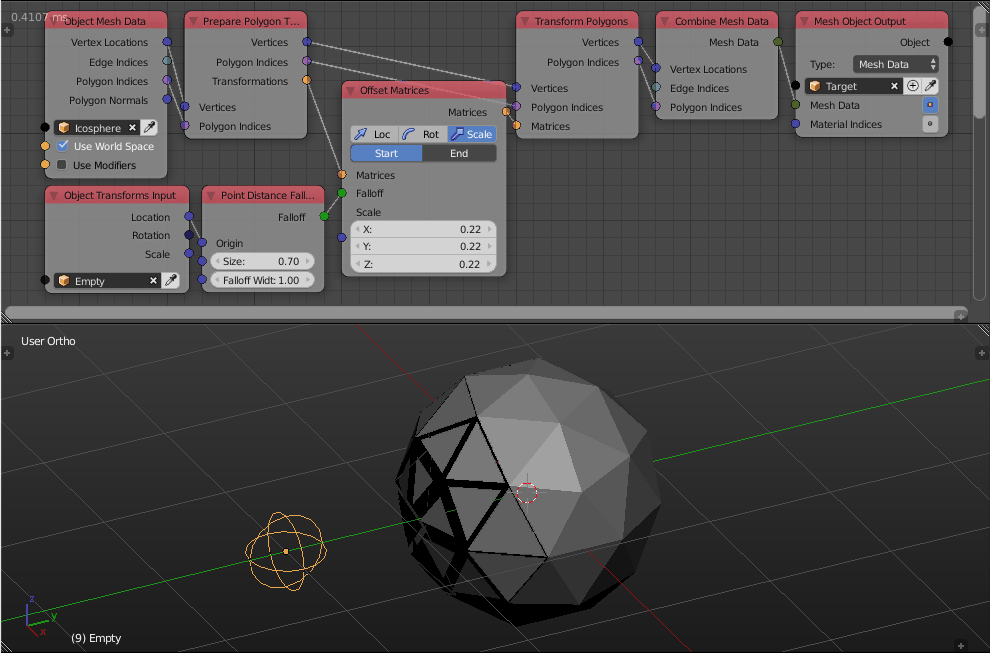 0.4107 ms
Object Mesh Data
Vertex Locations
Edge Indices
Polygon Indices
Polygon Normals
Icosphere
Use World Space
Use Modifiers
Prepare Polygon T...
Vertices
Polygon Indices
Transformations
Vertices
Polygon Indices
Object Transforms Input
Location
Rotation
Scale
Empty
Point Distance Fall...
Falloff
Origin
Size: 0.70
Falloff Widt: 1.00
Offset Matrices
Matrices
Loc Rot Scale
Start End
Matrices
Falloff
Scale
X: 0.22
Y: 0.22
Z: 0.22
Transform Polygons
Vertices
Polygon Indices
Vertices
Polygon Indices
Matrices
Combine Mesh Data
Mesh Data
Vertex Locations
Edge Indices
Polygon Indices
Mesh Object Output
Object
Type: Mesh Data
Target
Mesh Data
Material Indices
User Ortho
z
y
x
(9) Empty